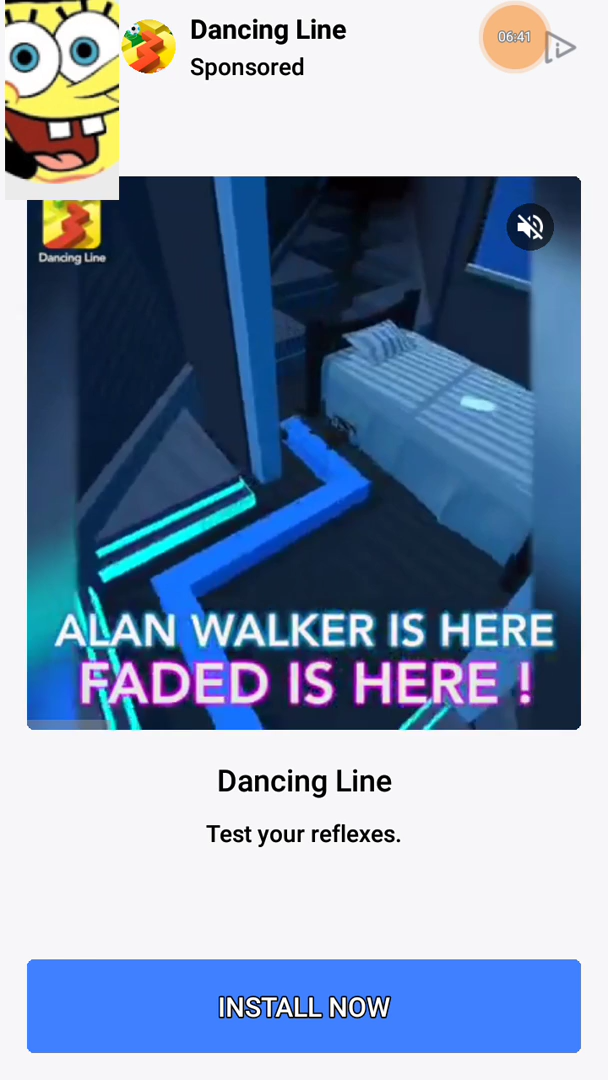 Dancing Line
Sponsored
06:41
Dancing Line
ALAN WALKER IS HERE
FADED IS HERE !
Dancing Line
Test your reflexes.
INSTALL NOW